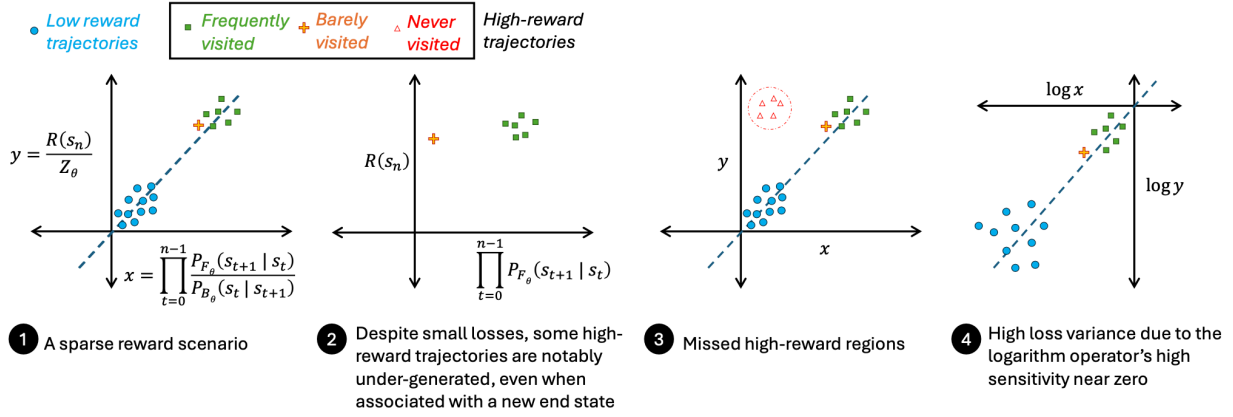 Low reward
trajectories
Frequently
visited
Barely
visited
Never
visited
High-reward
trajectories
y = R(s_n) / Z_θ
x = ∏_{t=0}^{n-1} P_{F_θ}(s_{t+1} | s_t) / P_{B_θ}(s_t | s_{t+1})
R(s_n)
∏_{t=0}^{n-1} P_{F_θ}(s_{t+1} | s_t)
y
x
log x
log y
1 A sparse reward scenario
2 Despite small losses, some high-
reward trajectories are notably
under-generated, even when
associated with a new end state
3 Missed high-reward regions
4 High loss variance due to the
logarithm operator's high
sensitivity near zero